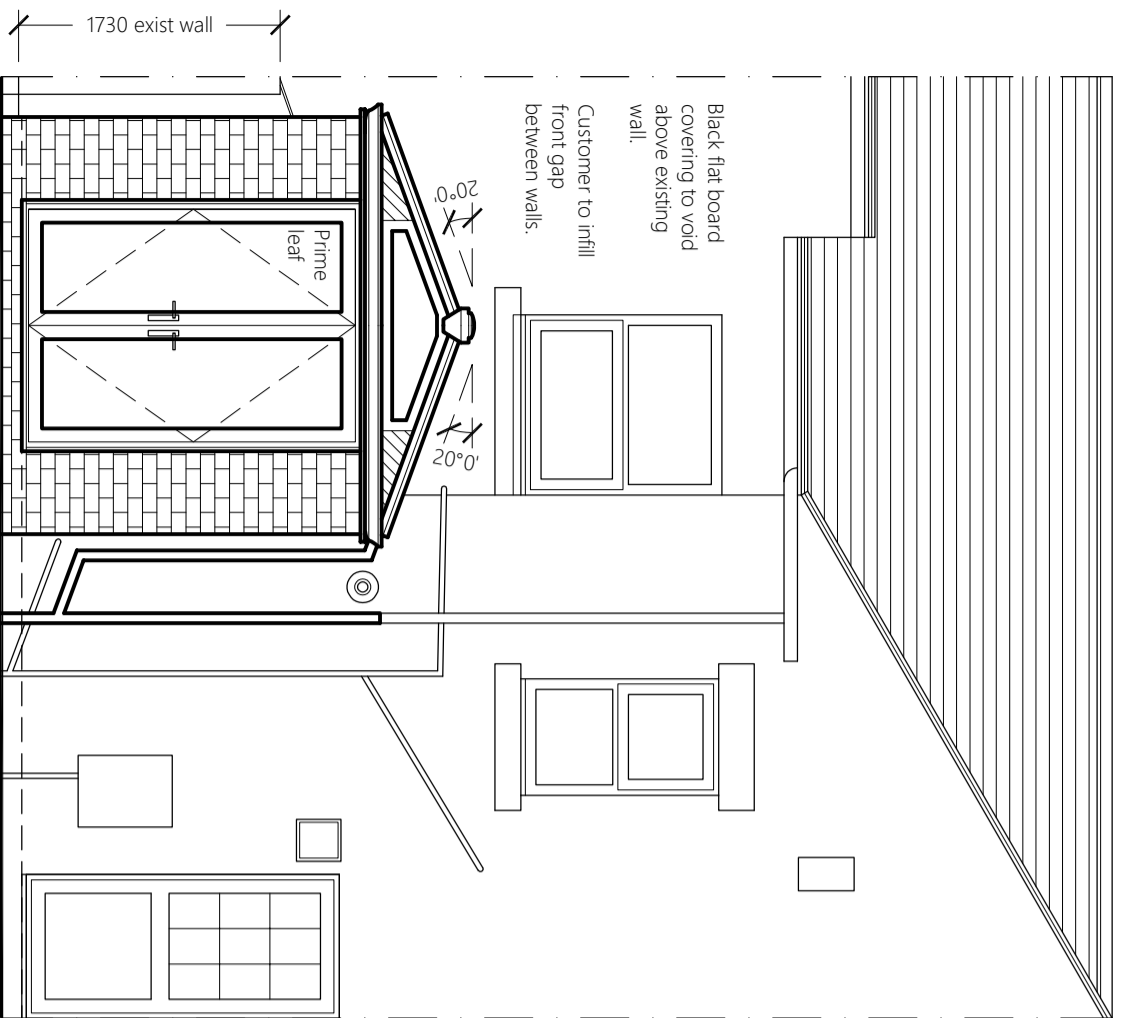 1730 exist wall
Black flat board
covering to void
above existing
wall.
Customer to infill
front gap
between walls.
20°0'
20°0'
Prime
leaf